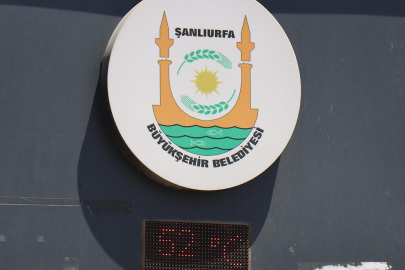 ŞANLIURFA
BÜYÜKŞEHİR BELEDİYESİ
52 °C